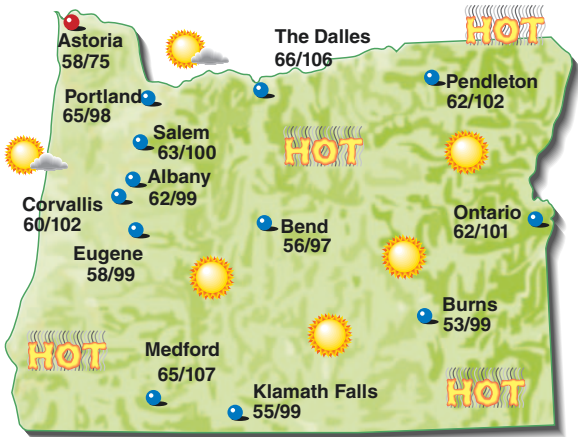 HOT
Astoria
58/75
The Dalles
66/106
Pendleton
62/102
Portland
65/98
Salem
63/100
HOT
Albany
62/99
Corvallis
60/102
Ontario
62/101
Bend
56/97
Eugene
58/99
Burns
53/99
HOT
Medford
65/107
HOT
Klamath Falls
55/99